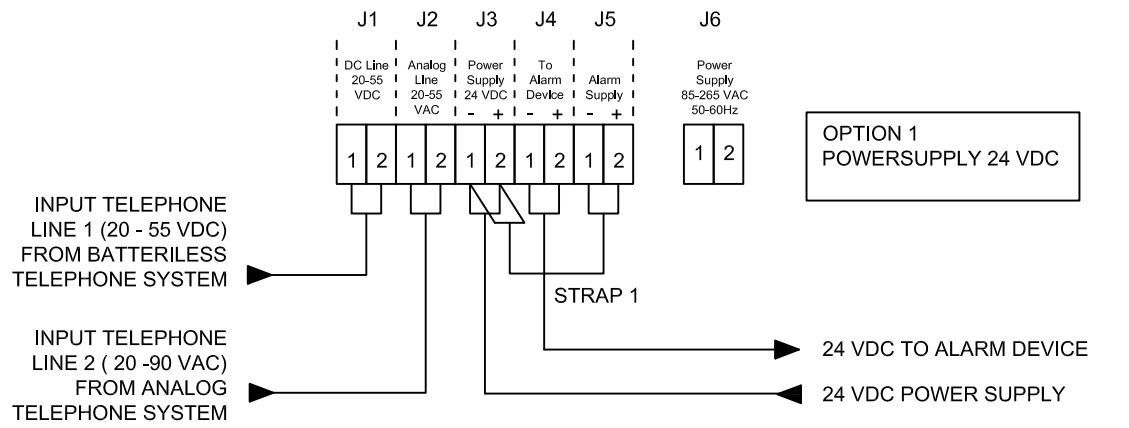 J1 J2 J3 J4 J5 J6
DC Line
20-55
VDC
Analog
LIne
20-55
VAC
Power
Supply
24 VDC
- +
To
Alarm
Device
- +
Alarm
Supply
- +
Power
Supply
85-265 VAC
50-60Hz
1 2 1 2 1 2 1 2 1 2 1 2
OPTION 1
POWERSUPPLY 24 VDC
INPUT TELEPHONE
LINE 1 (20 - 55 VDC)
FROM BATTERILESS
TELEPHONE SYSTEM
STRAP 1
INPUT TELEPHONE
LINE 2 ( 20 -90 VAC)
FROM ANALOG
TELEPHONE SYSTEM
24 VDC TO ALARM DEVICE
24 VDC POWER SUPPLY